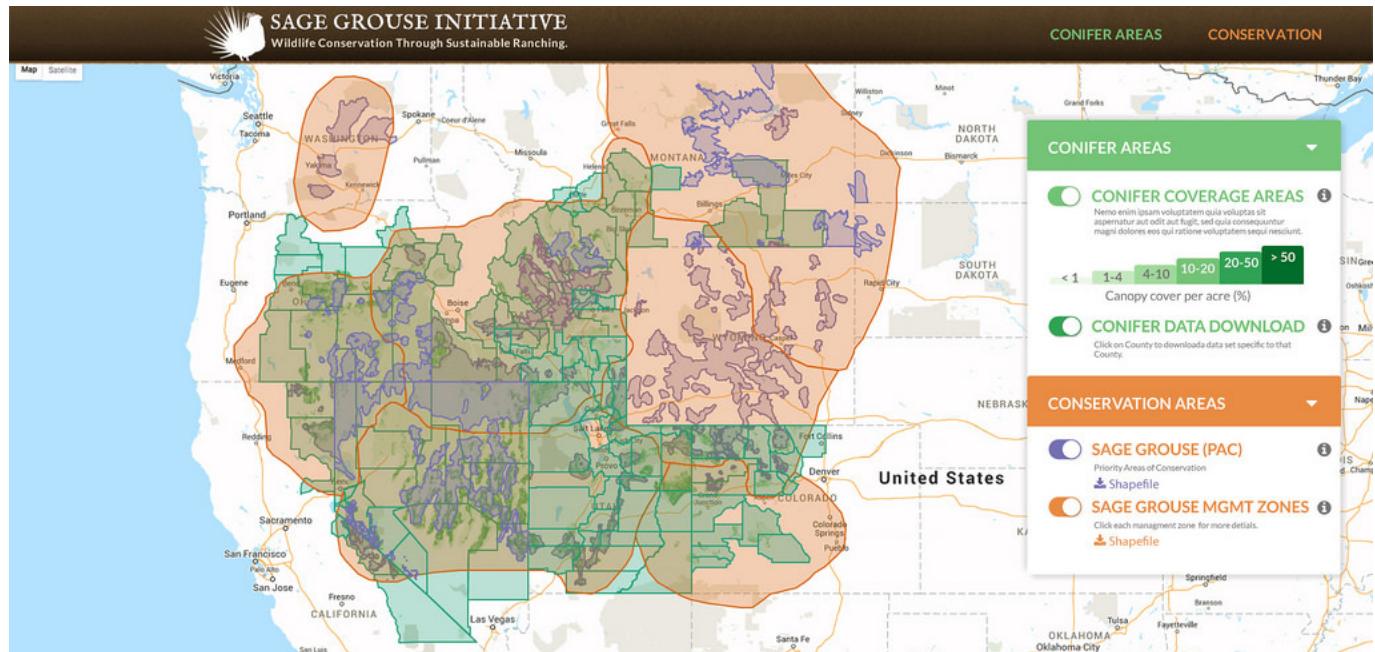 SAGE GROUSE INITIATIVE
Wildlife Conservation Through Sustainable Ranching.
CONIFER AREAS
CONSERVATION
Map
Satellite
Victoria
Seattle
Tacoma
WASHINGTON
Spokane
Coeur d'Alene
Yakima
Kennewick
Pullman
Missoula
Great Falls
MONTANA
Billings
Miles City
Williston
Minot
Sidney
Dickinson
Bismarck
Grand Forks
Thunder Bay
NORTH
DAKOTA
SOUTH
DAKOTA
Rapid City
Portland
Eugene
Medford
Boise
Redding
Sacramento
San Francisco
Palo Alto
San Jose
Fresno
CALIFORNIA
Las Vegas
Provo
UTAH
Fort Collins
Denver
COLORADO
Colorado
Springs
Pueblo
United States
Santa Fe
Tulsa
OKLAHOMA
Oklahoma City
Fayetteville
Springfield
Branson
CONIFER AREAS
CONIFER COVERAGE AREAS
Nemo enim ipsam voluptatem quia voluptas sit
aspernatur aut odit aut fugit, sed quia consequuntur
magni dolores eos qui ratione voluptatem sequi nesciunt.
< 1
1-4
4-10
10-20
20-50
> 50
Canopy cover per acre (%)
CONIFER DATA DOWNLOAD
Click on County to downloada data set specific to that
County.
CONSERVATION AREAS
SAGE GROUSE (PAC)
Priority Areas of Conservation
Shapefile
SAGE GROUSE MGMT ZONES
Click each managment zone for more detials.
Shapefile